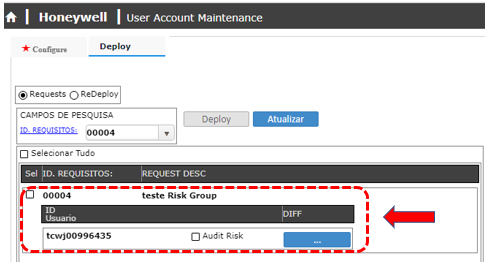 Honeywell | User Account Maintenance
Configure
Deploy
Requests ReDeploy
CAMPOS DE PESQUISA
ID. REQUISITOS: 00004
Deploy
Atualizar
Selecionar Tudo
Sel ID. REQUISITOS: REQUEST DESC
00004 teste Risk Group
ID
Usuario DIFF
tcwj00996435 Audit Risk ...